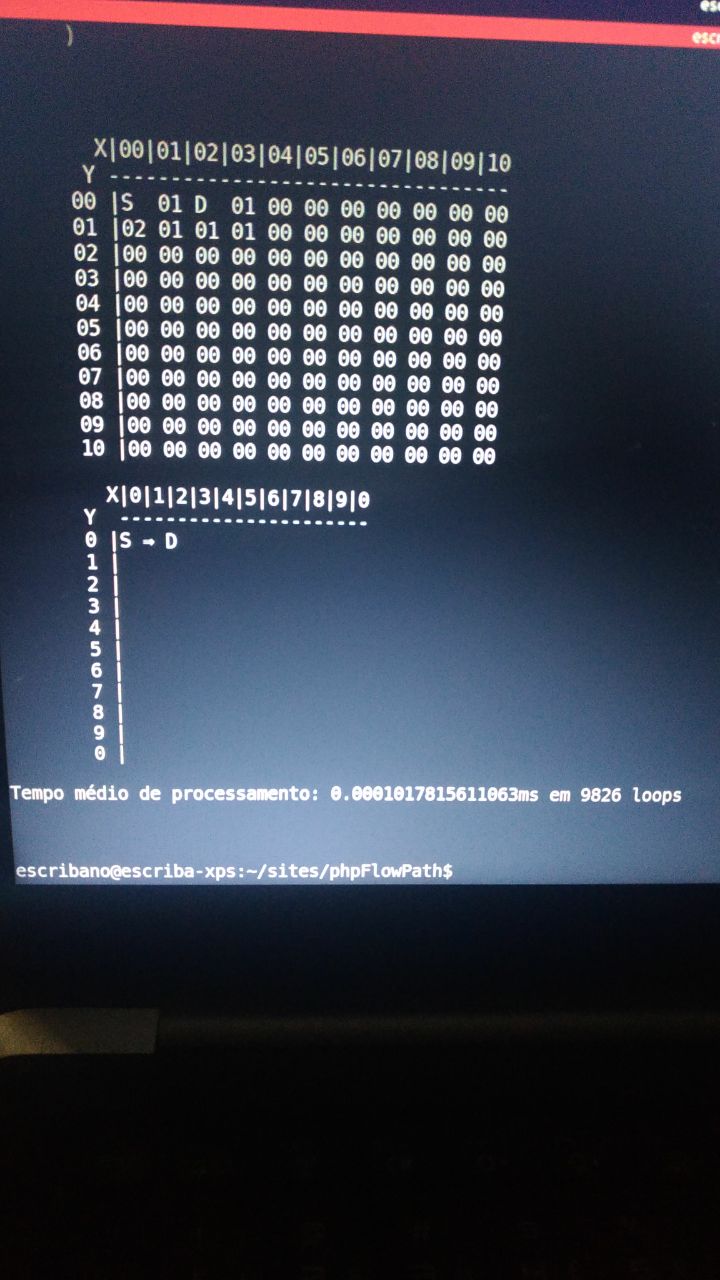 esc
escr
)
X|00|01|02|03|04|05|06|07|08|09|10
Y ---------------------------------
00 |S  01 D  01 00 00 00 00 00 00 00
01 |02 01 01 01 00 00 00 00 00 00 00
02 |00 00 00 00 00 00 00 00 00 00 00
03 |00 00 00 00 00 00 00 00 00 00 00
04 |00 00 00 00 00 00 00 00 00 00 00
05 |00 00 00 00 00 00 00 00 00 00 00
06 |00 00 00 00 00 00 00 00 00 00 00
07 |00 00 00 00 00 00 00 00 00 00 00
08 |00 00 00 00 00 00 00 00 00 00 00
09 |00 00 00 00 00 00 00 00 00 00 00
10 |00 00 00 00 00 00 00 00 00 00 00
X|0|1|2|3|4|5|6|7|8|9|0
Y ----------------------
0 |S ➡ D
1 |
2 |
3 |
4 |
5 |
6 |
7 |
8 |
9 |
0 |
Tempo médio de processamento: 0.0001017815611063ms em 9826 loops
escribano@escriba-xps:~/sites/phpFlowPath$